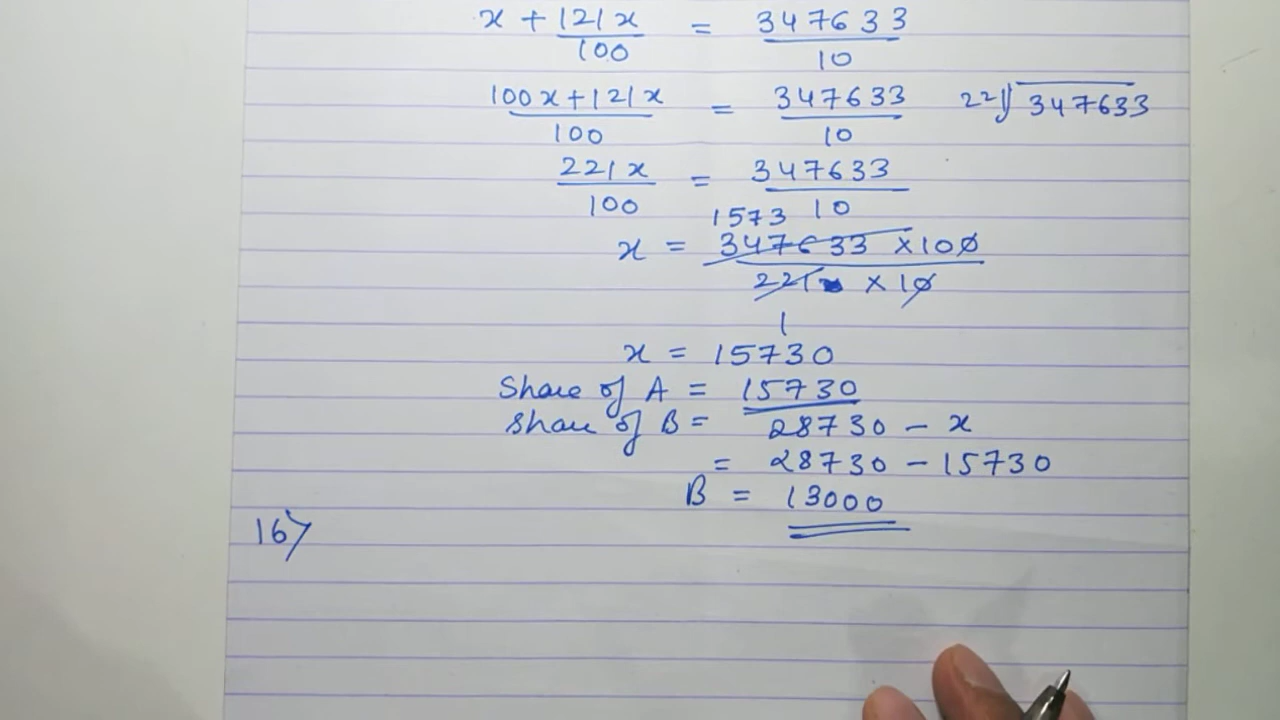 x + 121x/100 = 347633/10
(100x+121x)/100 = 347633/10 22√347633
221x/100 = 347633/10
1573
x = (347633 ×100)/(221 × 10)
1
x = 15730
Share of A = 15730
Share of B = 28730 − x
= 28730 − 15730
B = 13000
16)